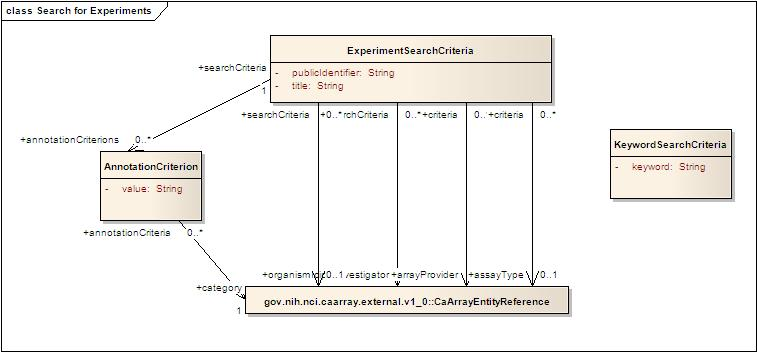 class Search for Experiments
ExperimentSearchCriteria
- publicIdentifier: String
- title: String
+searchCriteria
1
+searchCriteria +0..* rchCriteria 0..* +criteria 0..* +criteria 0..*
+annotationCriterions 0..*
AnnotationCriterion
- value: String
KeywordSearchCriteria
- keyword: String
+annotationCriteria 0..*
+category
1
0..1 vestigator +arrayProvider +assayType 0..1
gov.nih.nci.caarray.external.v1_0::CaArrayEntityReference